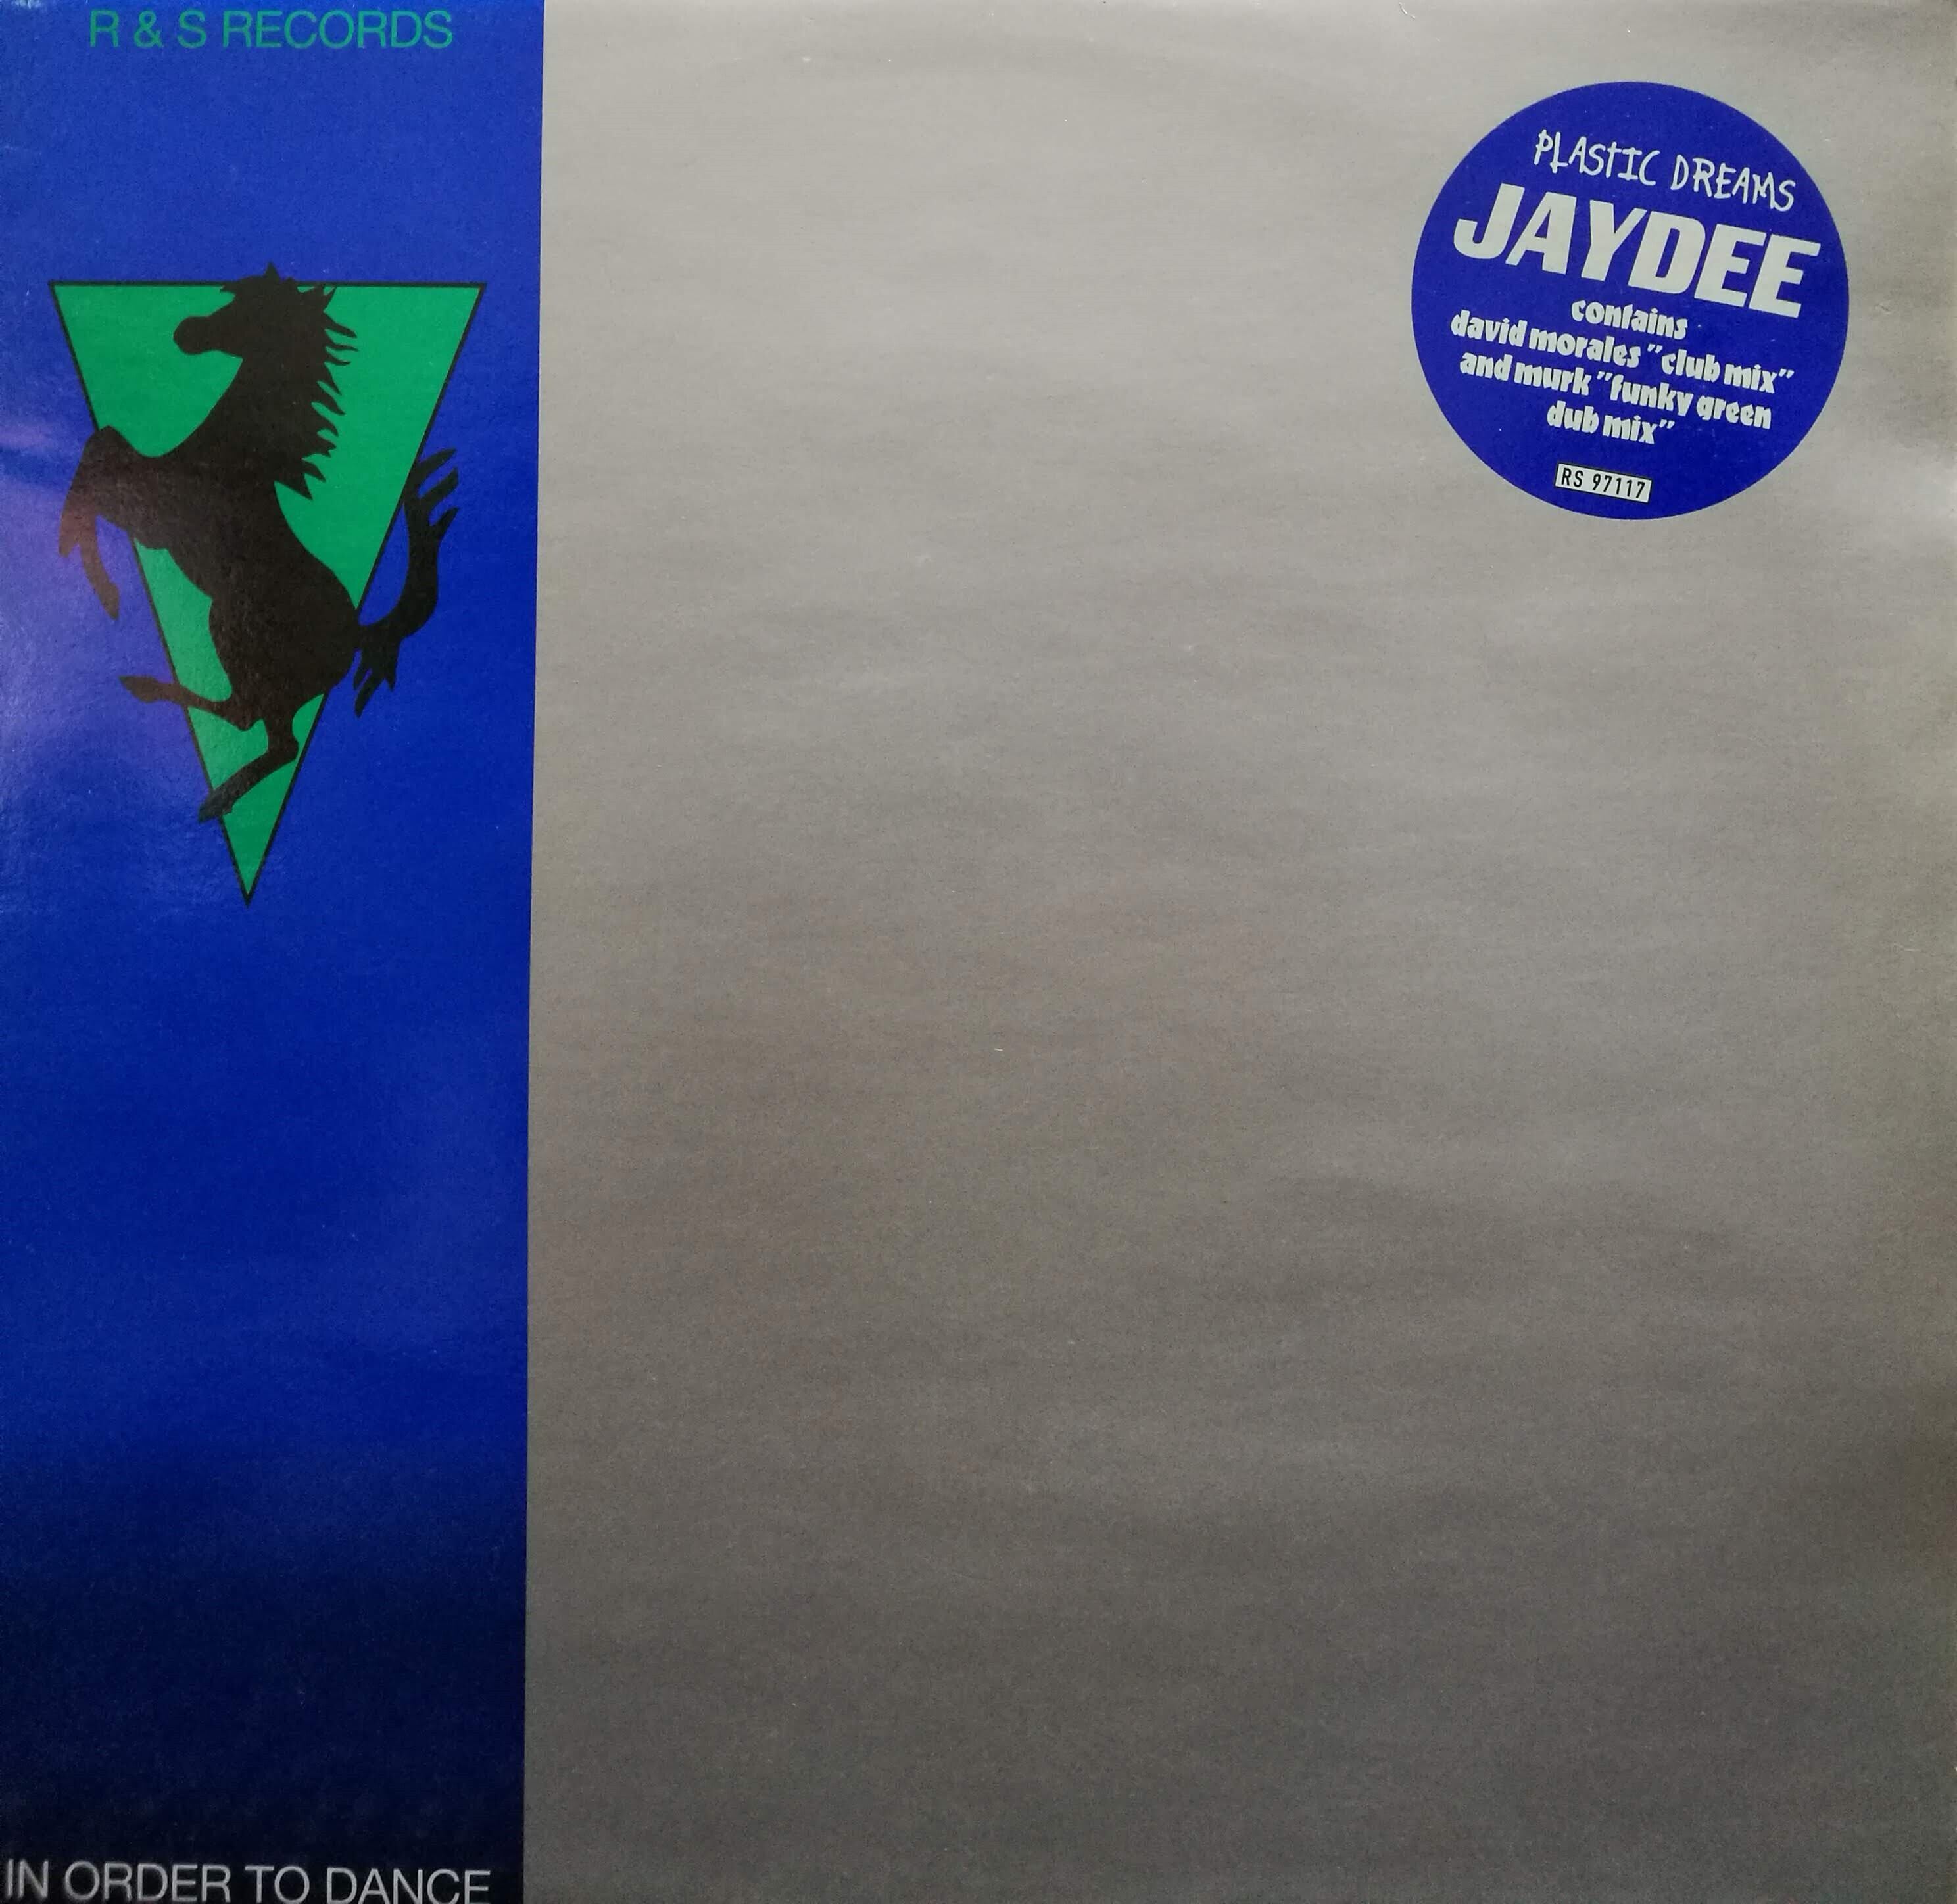 R & S RECORDS
PLASTIC DREAMS
JAYDEE
contains
david morales "club mix"
and murk "funky green
dub mix"
RS 97117
IN ORDER TO DANCE